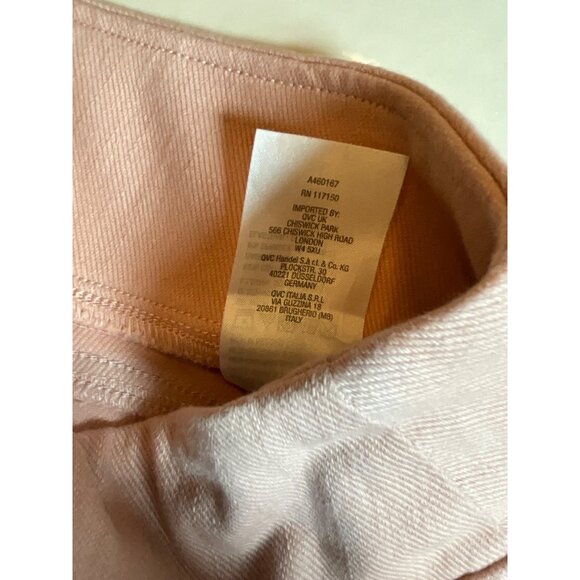 A460167
RN 117150
IMPORTED BY:
QVC UK
CHISWICK PARK
566 CHISWICK HIGH ROAD
LONDON
W4 5XU
QVC Handel S.à r.l. & Co. KG
PLOCKSTR. 30
40221 DÜSSELDORF
GERMANY
QVC ITALIA S.R.L
VIA GUZZINA 18
20861 BRUGHERIO (MB)
ITALY